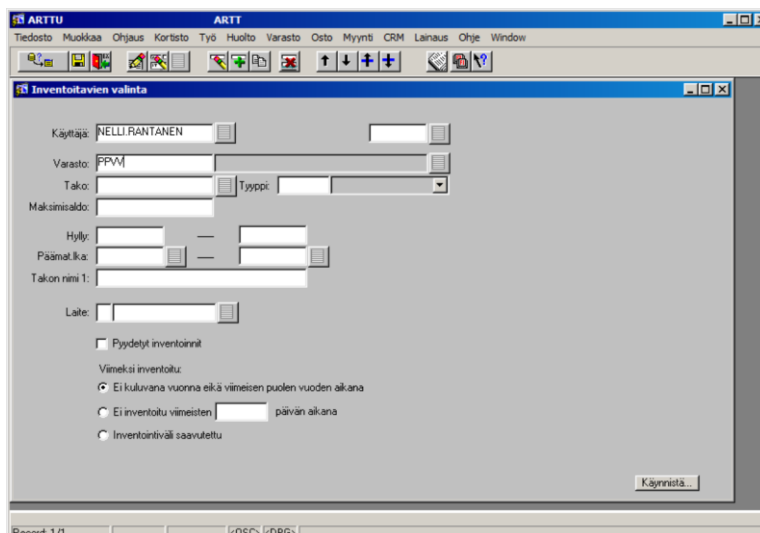 ARTTU ARTT
Tiedosto Muokkaa Ohjaus Kortisto Työ Huolto Varasto Osto Myynti CRM Lainaus Ohje Window
Inventoitavien valinta
Käyttäjä: NELLI.RANTANEN
Varasto: PPVV
Tako: Tyyppi:
Maksimisaldo:
Hylly: —
Päämat.lka: —
Takon nimi 1:
Laite:
Pyydetyt inventoinnit
Viimeksi inventoitu:
Ei kuluvana vuonna eikä viimeisen puolen vuoden aikana
Ei inventoitu viimeisten päivän aikana
Inventointiväli saavutettu
Käynnistä...
Record: 1/1 <OSC> <DBG>